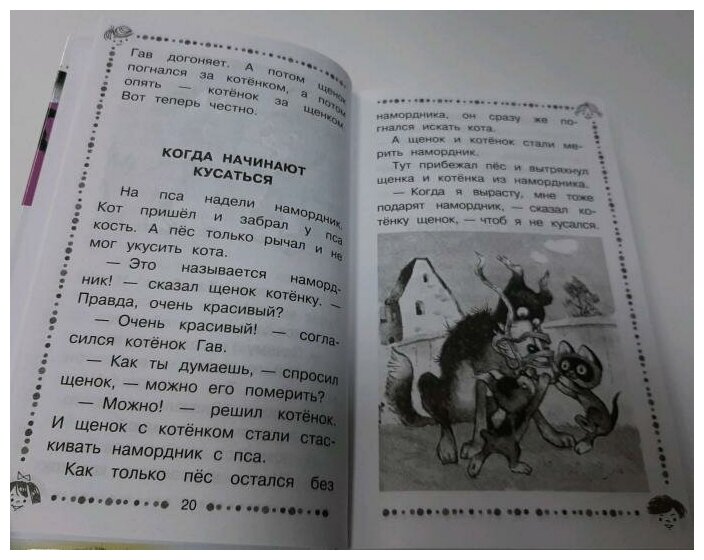 Гав догоняет. А потом щенок
погнался за котёнком, а потом
опять — котёнок за щенком.
Вот теперь честно.
КОГДА НАЧИНАЮТ
КУСАТЬСЯ
На пса надели намордник.
Кот пришёл и забрал у пса
кость. А пёс только рычал и не
мог укусить кота.
— Это называется наморд-
ник! — сказал щенок котёнку. —
Правда, очень красивый?
— Очень красивый! — согла-
сился котёнок Гав.
— Как ты думаешь, — спросил
щенок, — можно его померить?
— Можно! — решил котёнок.
И щенок с котёнком стали стас-
кивать намордник с пса.
Как только пёс остался без
20
намордника, он сразу же по-
гнался искать кота.
А щенок и котёнок стали ме-
рить намордник.
Тут прибежал пёс и вытряхнул
щенка и котёнка из намордника.
— Когда я вырасту, мне тоже
подарят намордник, — сказал ко-
тёнку щенок, — чтоб я не кусался.